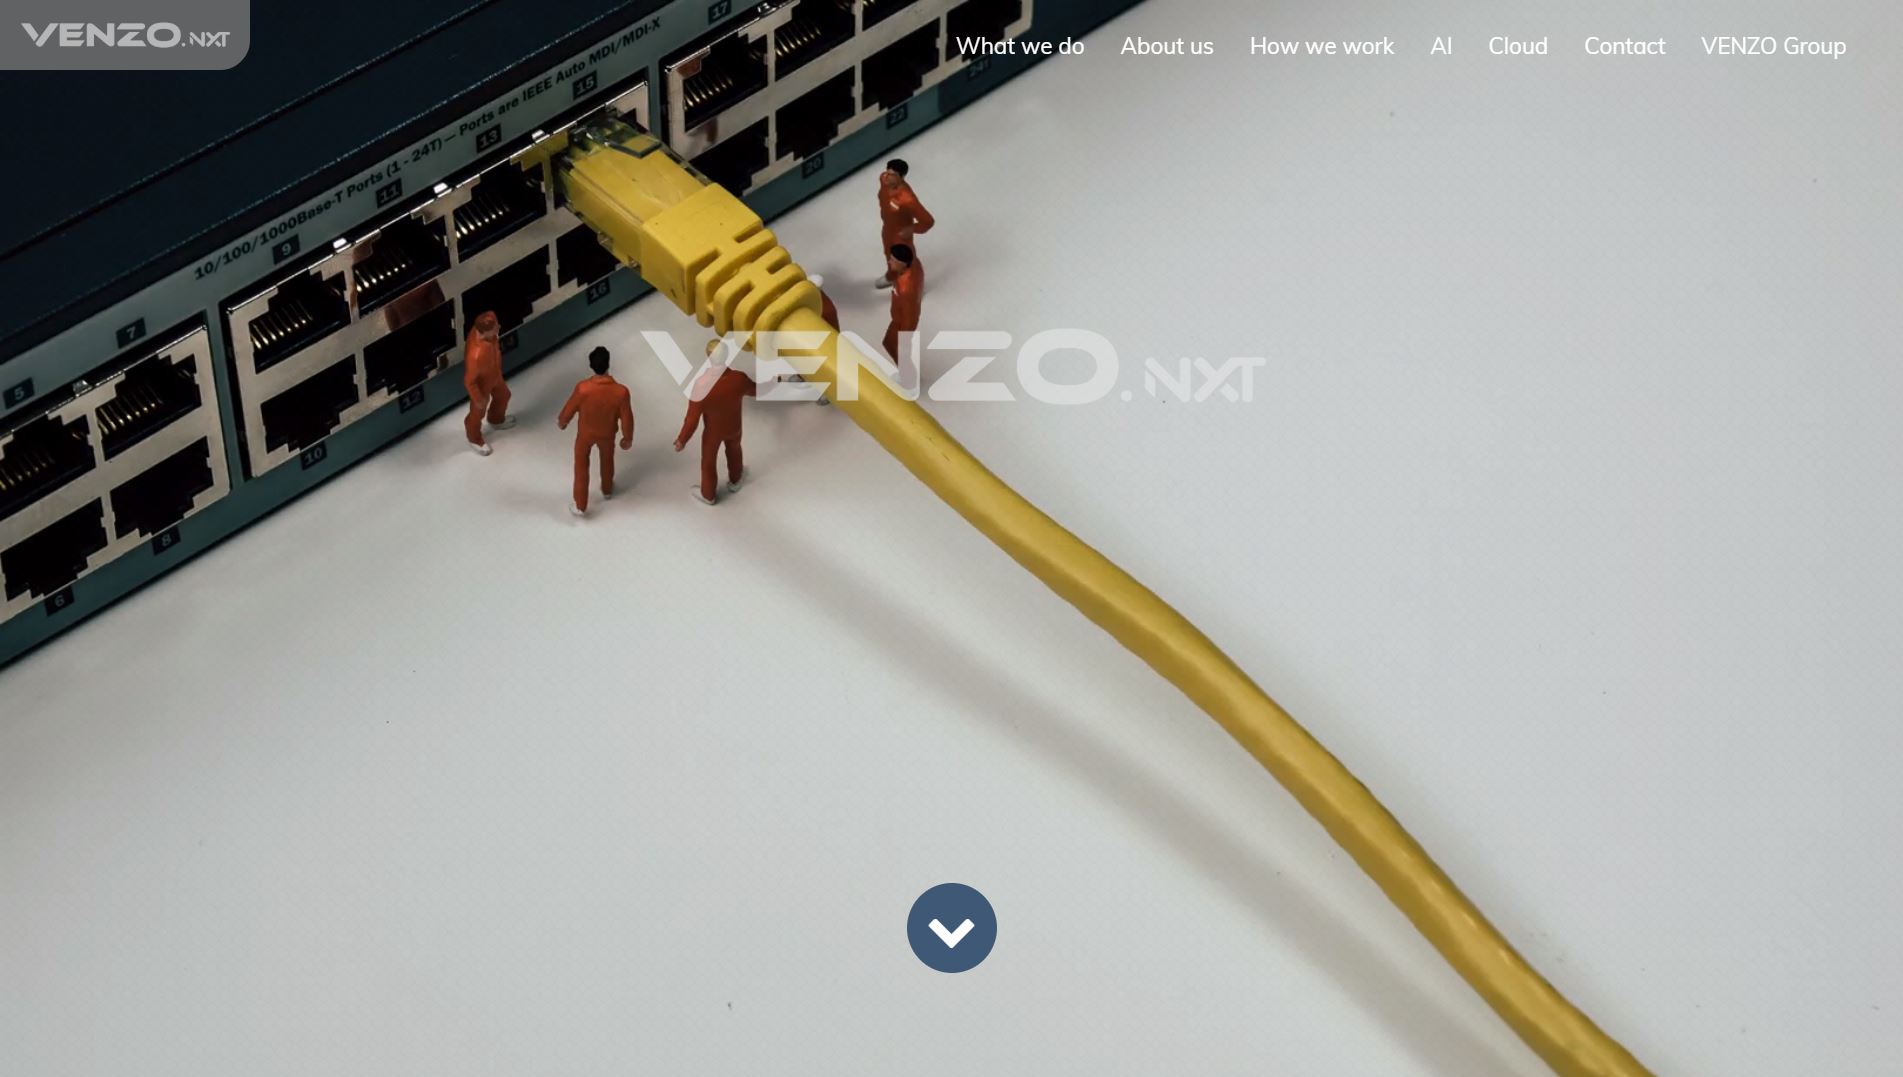 VENZO.NXT
What we do
About us
How we work
AI
Cloud
Contact
VENZO Group
10/100/1000Base-T Ports (1 - 24T) — Ports are IEEE Auto MDI/MDI-X
17
15
13
11
9
7
5
24T
22
20
16
14
12
10
8
6
VENZO.NXT